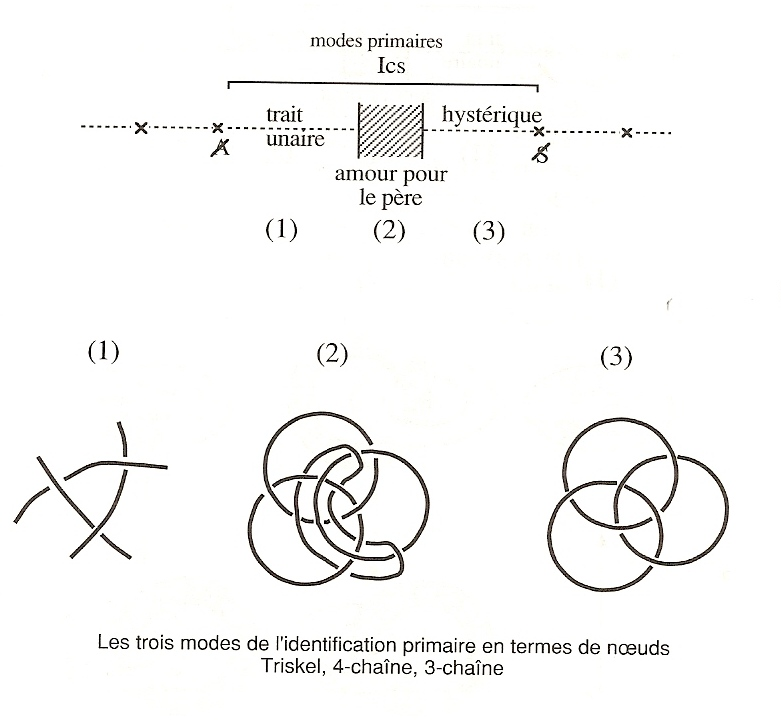 modes primaires
Ics
trait
unaire
hystérique
A̸
S̸
amour pour
le père
(1)
(2)
(3)
(1)
(2)
(3)
Les trois modes de l'identification primaire en termes de nœuds
Triskel, 4-chaîne, 3-chaîne